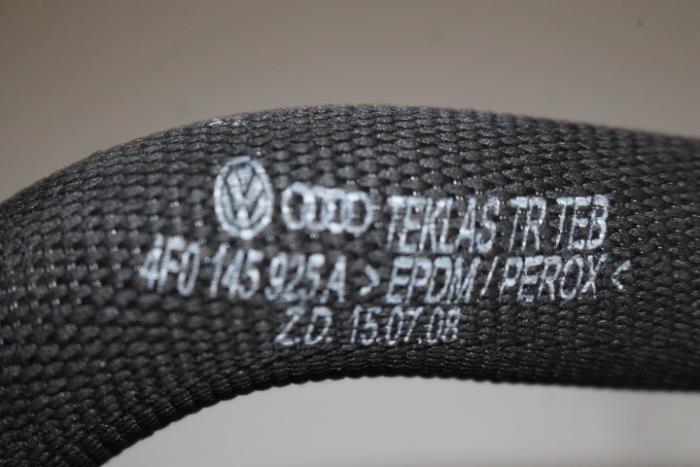 TEKLAS TR TEB
4F0 145 925 A >EPDM/PEROX<
Z.D. 15.07.08